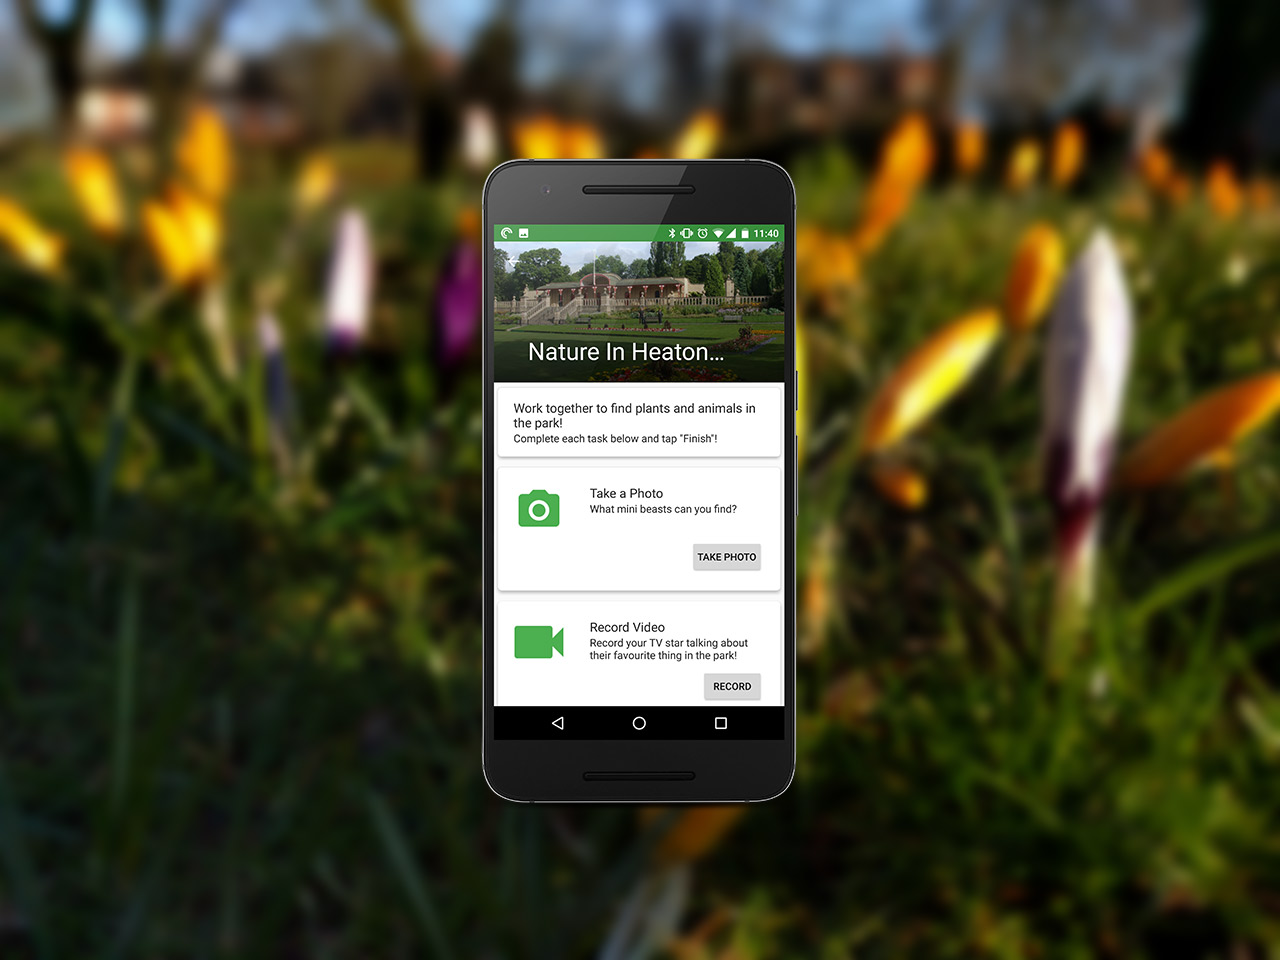 11:40
Nature In Heaton...
Work together to find plants and animals in
the park!
Complete each task below and tap "Finish"!
Take a Photo
What mini beasts can you find?
TAKE PHOTO
Record Video
Record your TV star talking about
their favourite thing in the park!
RECORD